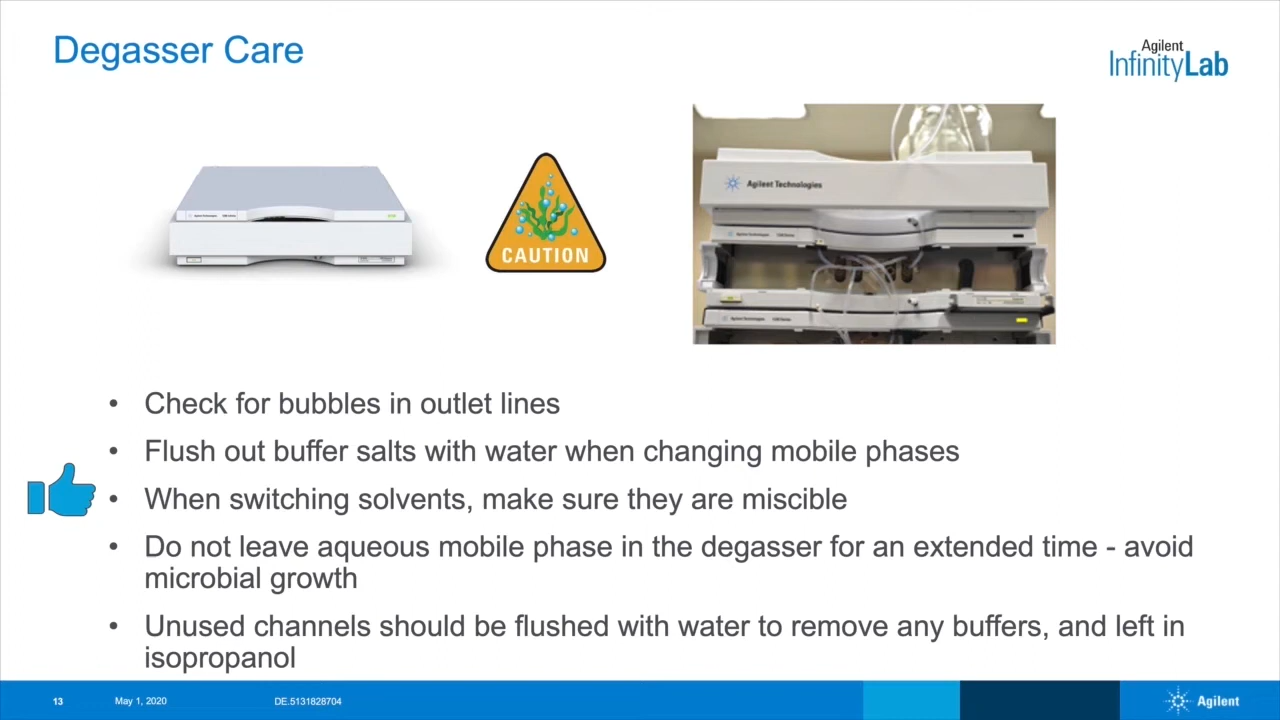 Degasser Care
Agilent
InfinityLab
CAUTION
Agilent Technologies
• Check for bubbles in outlet lines
• Flush out buffer salts with water when changing mobile phases
• When switching solvents, make sure they are miscible
• Do not leave aqueous mobile phase in the degasser for an extended time - avoid
microbial growth
• Unused channels should be flushed with water to remove any buffers, and left in
isopropanol
13
May 1, 2020
DE.5131828704
Agilent